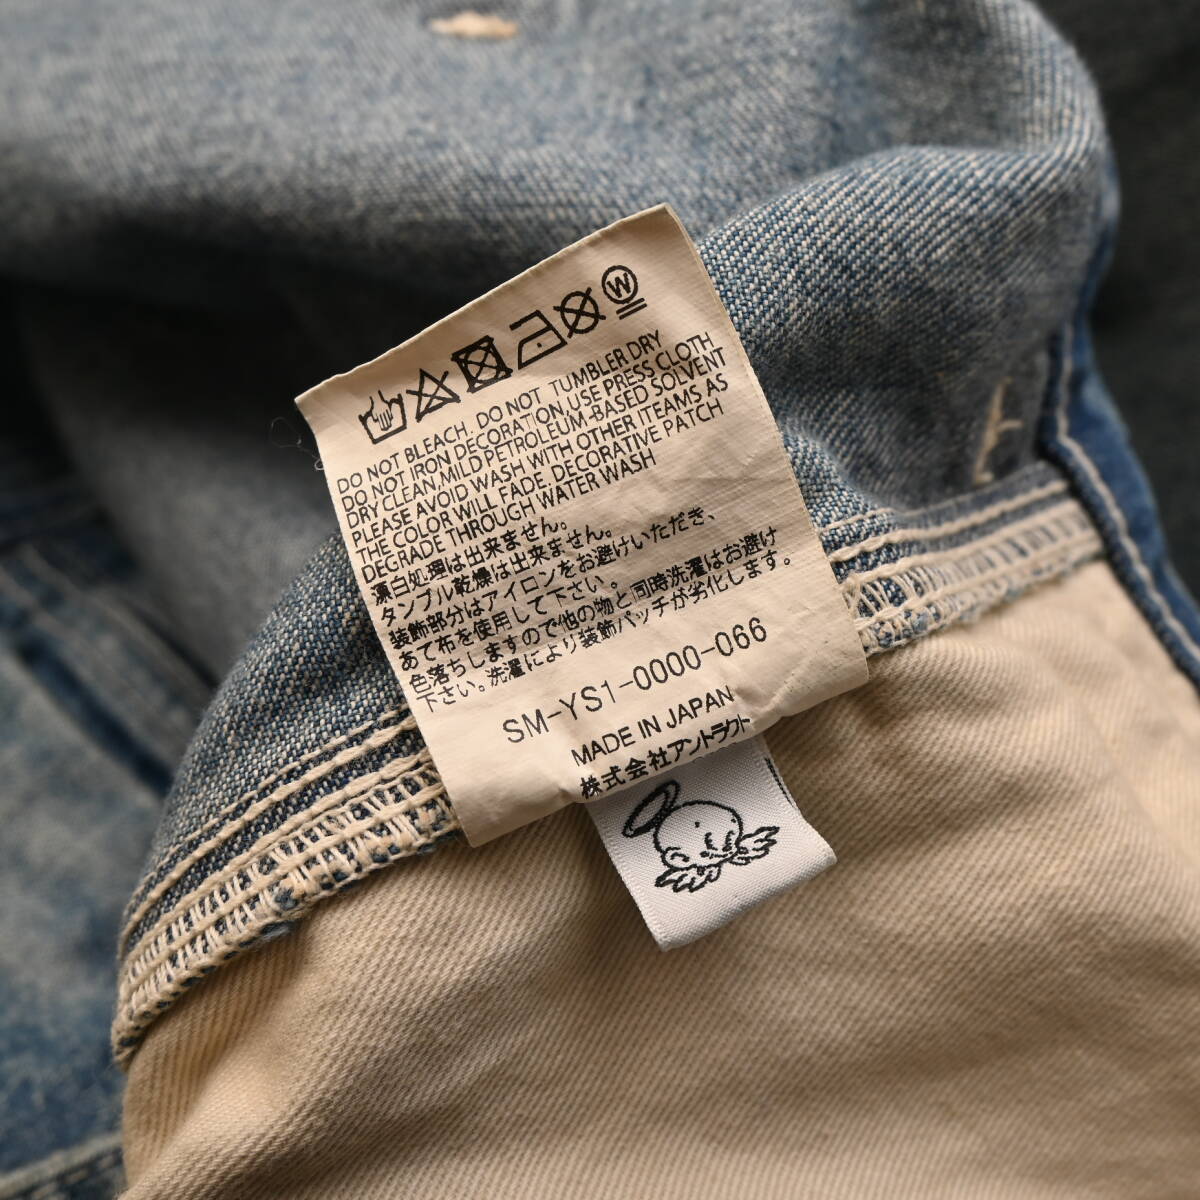 W
DO NOT BLEACH. DO NOT TUMBLER DRY
DO NOT IRON DECORATION,USE PRESS CLOTH
DRY CLEAN,MILD PETROLEUM -BASED SOLVENT
PLEASE AVOID WASH WITH OTHER ITEAMS AS
THE COLOR WILL FADE. DECORATIVE PATCH
DEGRADE THROUGH WATER WASH
漂白処理は出来ません。
タンブル乾燥は出来ません。
装飾部分はアイロンをお避けいただき、
あて布を使用して下さい。
色落ちしますので他の物と同時洗濯はお避け
下さい。洗濯により装飾パッチが劣化します。
SM-YS1-0000-066
MADE IN JAPAN
株式会社アントラクト